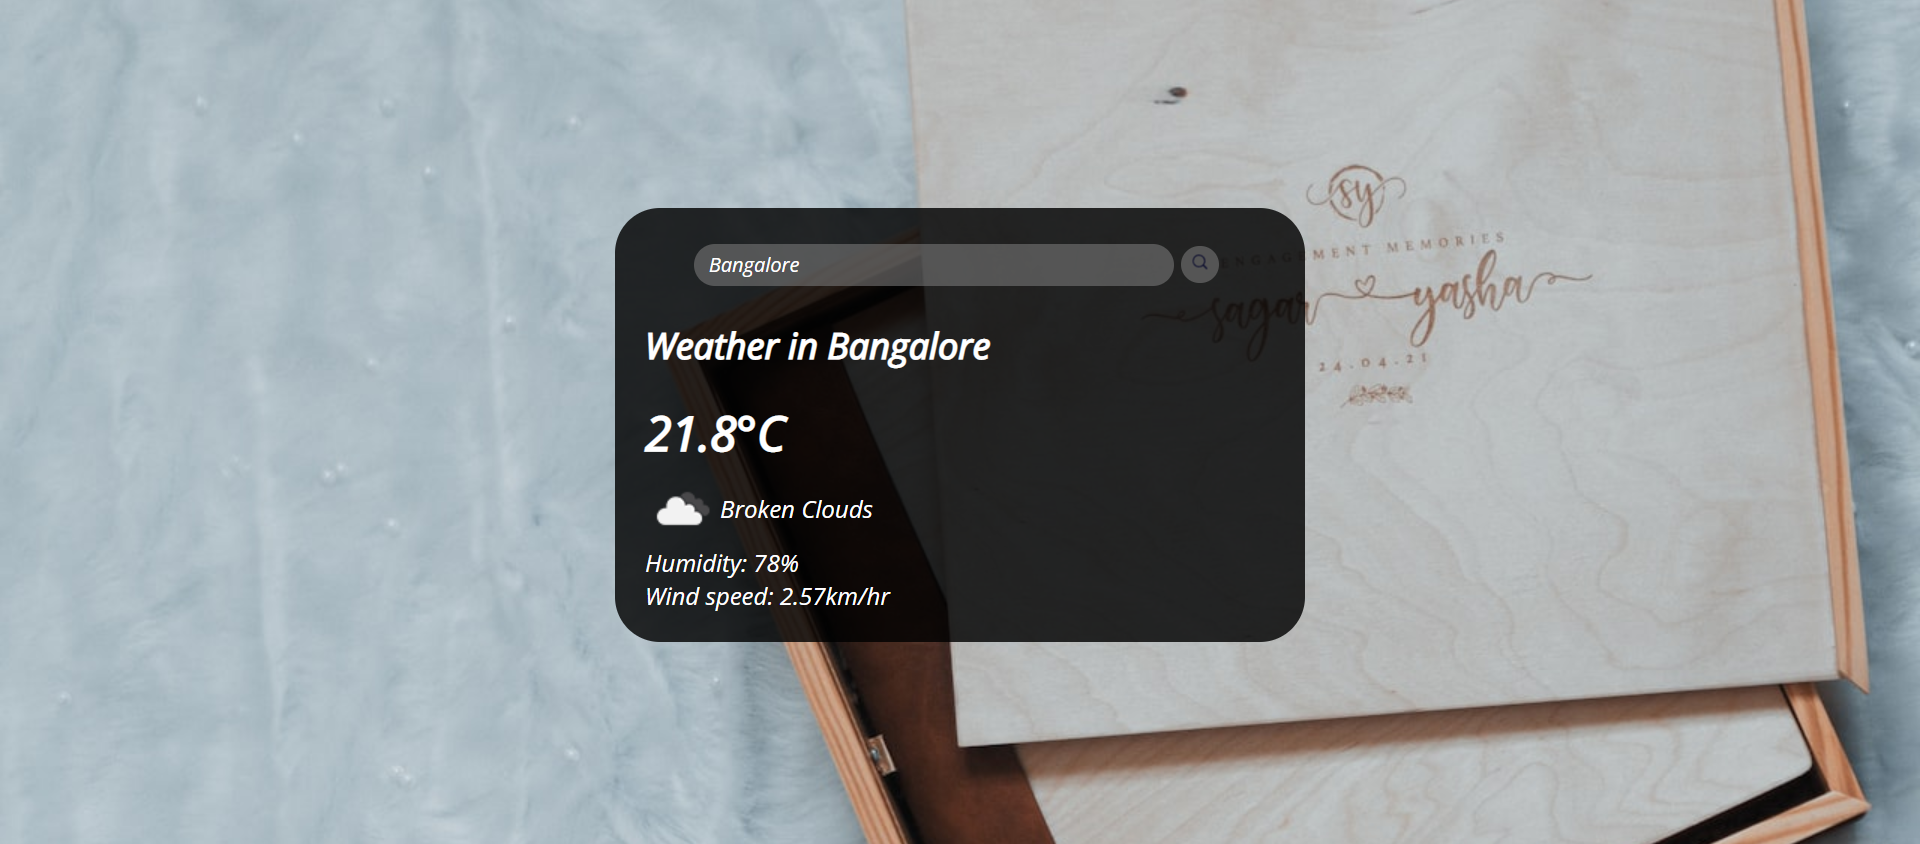 sy
ENGAGEMENT MEMORIES
sagar yasha
24.04.21
Bangalore
Weather in Bangalore
21.8°C
Broken Clouds
Humidity: 78%
Wind speed: 2.57km/hr